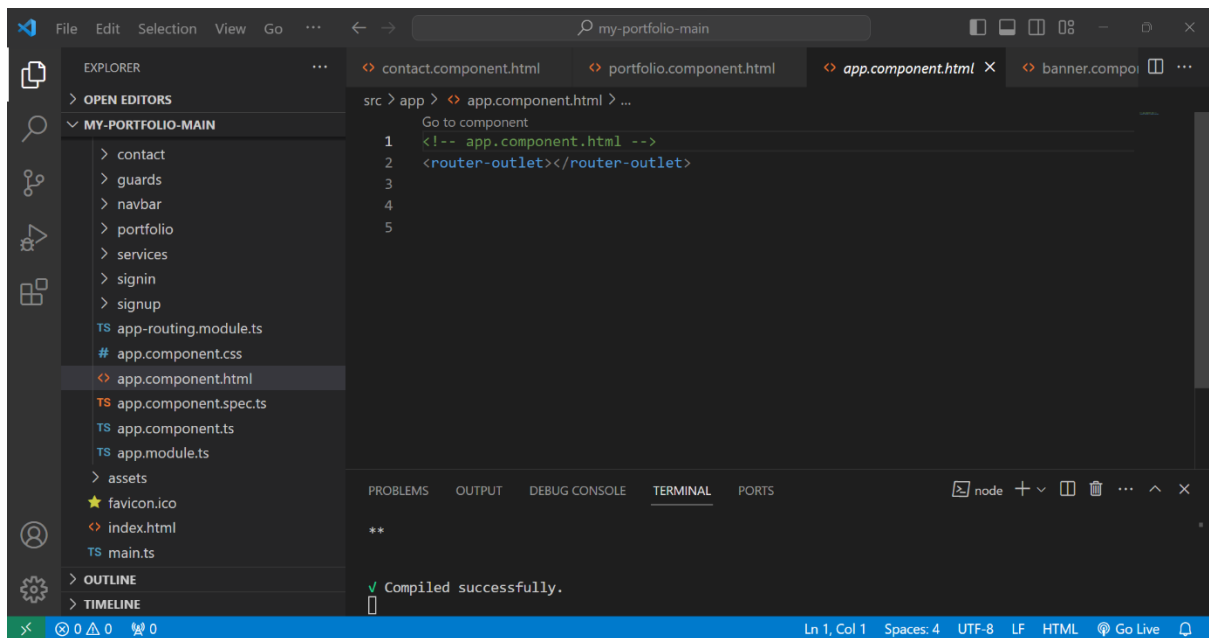 File Edit Selection View Go ···
my-portfolio-main
EXPLORER ···
OPEN EDITORS
MY-PORTFOLIO-MAIN
contact
guards
navbar
portfolio
services
signin
signup
TS app-routing.module.ts
# app.component.css
<> app.component.html
TS app.component.spec.ts
TS app.component.ts
TS app.module.ts
assets
favicon.ico
<> index.html
TS main.ts
OUTLINE
TIMELINE
<> contact.component.html <> portfolio.component.html <> app.component.html <> banner.compo ···
src > app > <> app.component.html > ...
Go to component
1 <!-- app.component.html -->
2 <router-outlet></router-outlet>
3
4
5
PROBLEMS OUTPUT DEBUG CONSOLE TERMINAL PORTS node ···
**
√ Compiled successfully.
0 0 0 Ln 1, Col 1 Spaces: 4 UTF-8 LF HTML Go Live